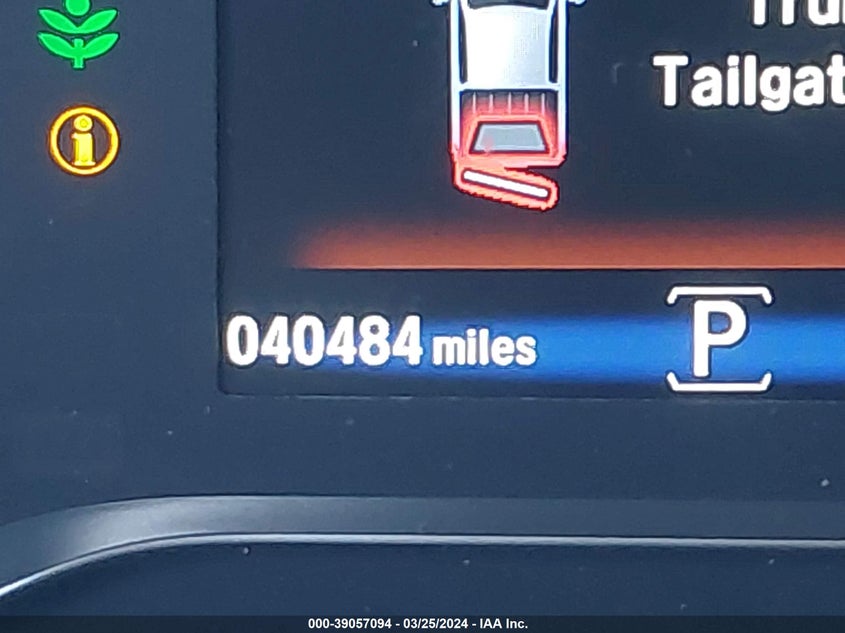 Tailgat
040484 miles
P
000-39057094 - 03/25/2024 - IAA Inc.